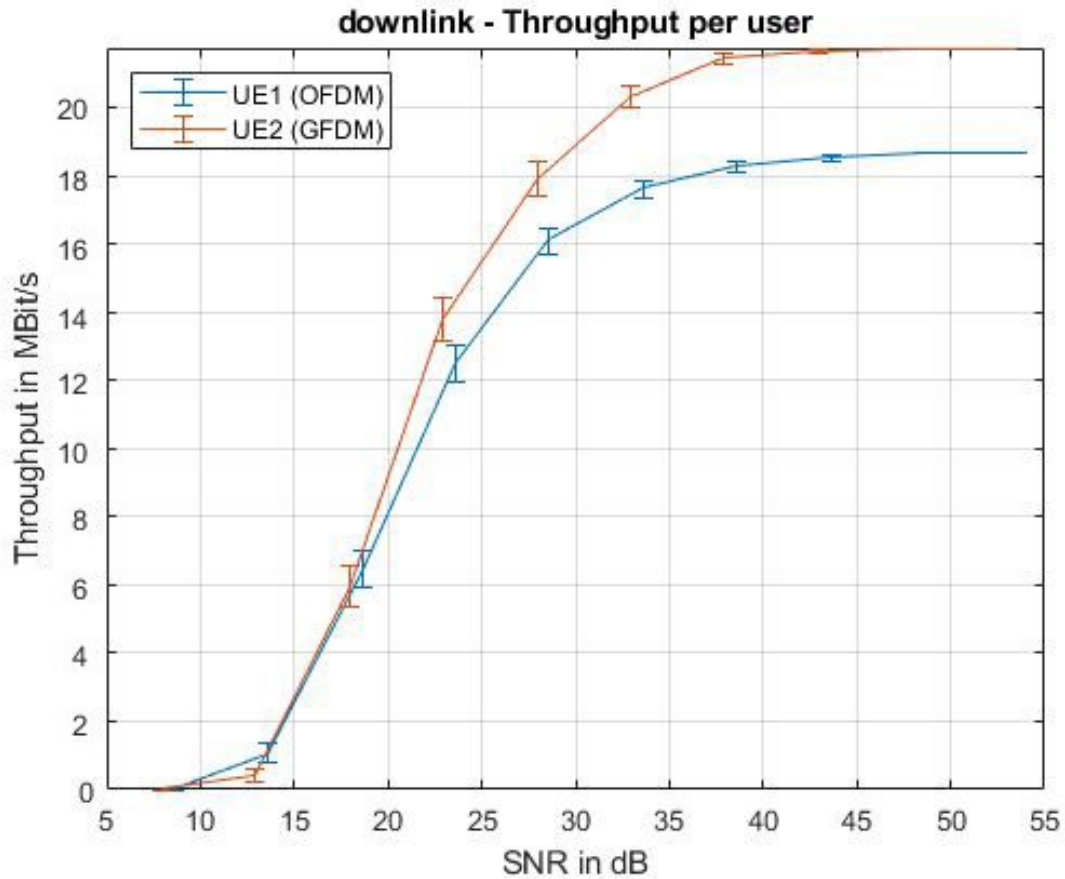 downlink - Throughput per user
UE1 (OFDM)
UE2 (GFDM)
Throughput in MBit/s
20
18
16
14
12
10
8
6
4
2
0
5 10 15 20 25 30 35 40 45 50 55
SNR in dB